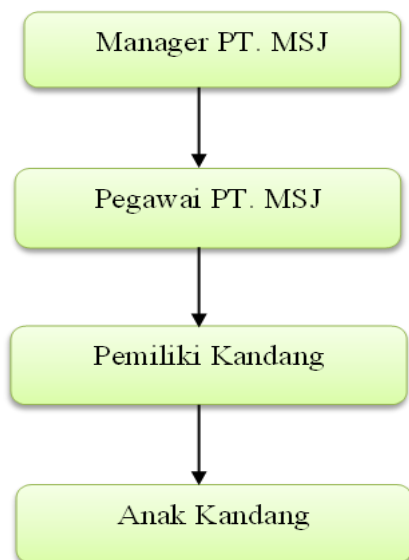 Manager PT. MSJ
Pegawai PT. MSJ
Pemiliki Kandang
Anak Kandang